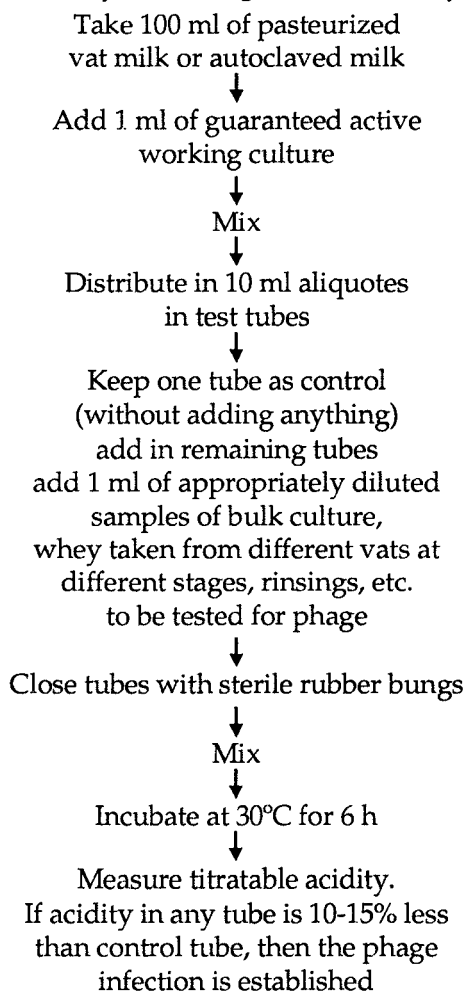 Take 100 ml of pasteurized
vat milk or autoclaved milk
Add 1 ml of guaranteed active
working culture
Mix
Distribute in 10 ml aliquotes
in test tubes
Keep one tube as control
(without adding anything)
add in remaining tubes
add 1 ml of appropriately diluted
samples of bulk culture,
whey taken from different vats at
different stages, rinsings, etc.
to be tested for phage
Close tubes with sterile rubber bungs
Mix
Incubate at 30°C for 6 h
Measure titratable acidity.
If acidity in any tube is 10-15% less
than control tube, then the phage
infection is established